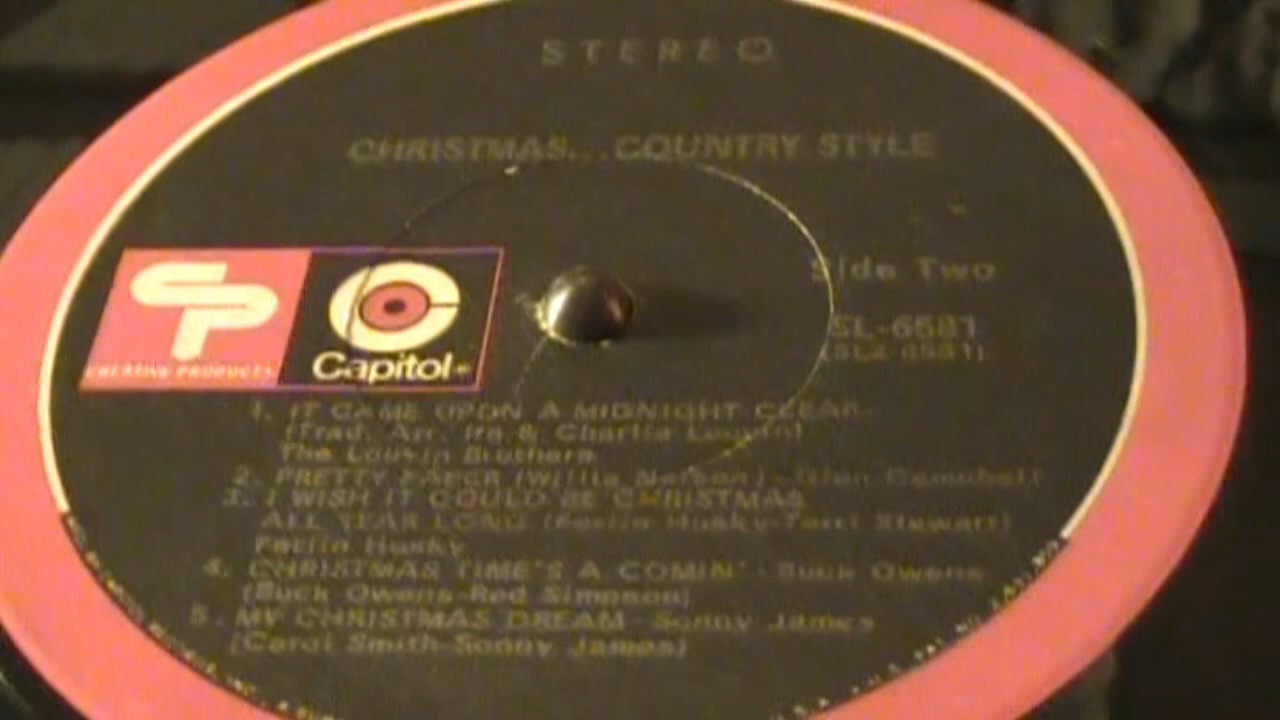 STEREO
CHRISTMAS...COUNTRY STYLE
Side Two
SL-6581
(SL2-6581)
CREATIVE PRODUCTS
Capitol
1. IT CAME UPON A MIDNIGHT CLEAR-
(Trad. Arr. Ira & Charlie Louvin)
The Louvin Brothers
2. PRETTY PAPER (Willie Nelson)-Glen Campbell
3. I WISH IT COULD BE CHRISTMAS
ALL YEAR LONG (Ferlin Husky-Terri Stewart)
Ferlin Husky
4. CHRISTMAS TIME'S A COMIN'-Buck Owens
(Buck Owens-Red Simpson)
5. MY CHRISTMAS DREAM-Sonny James
(Carol Smith-Sonny James)